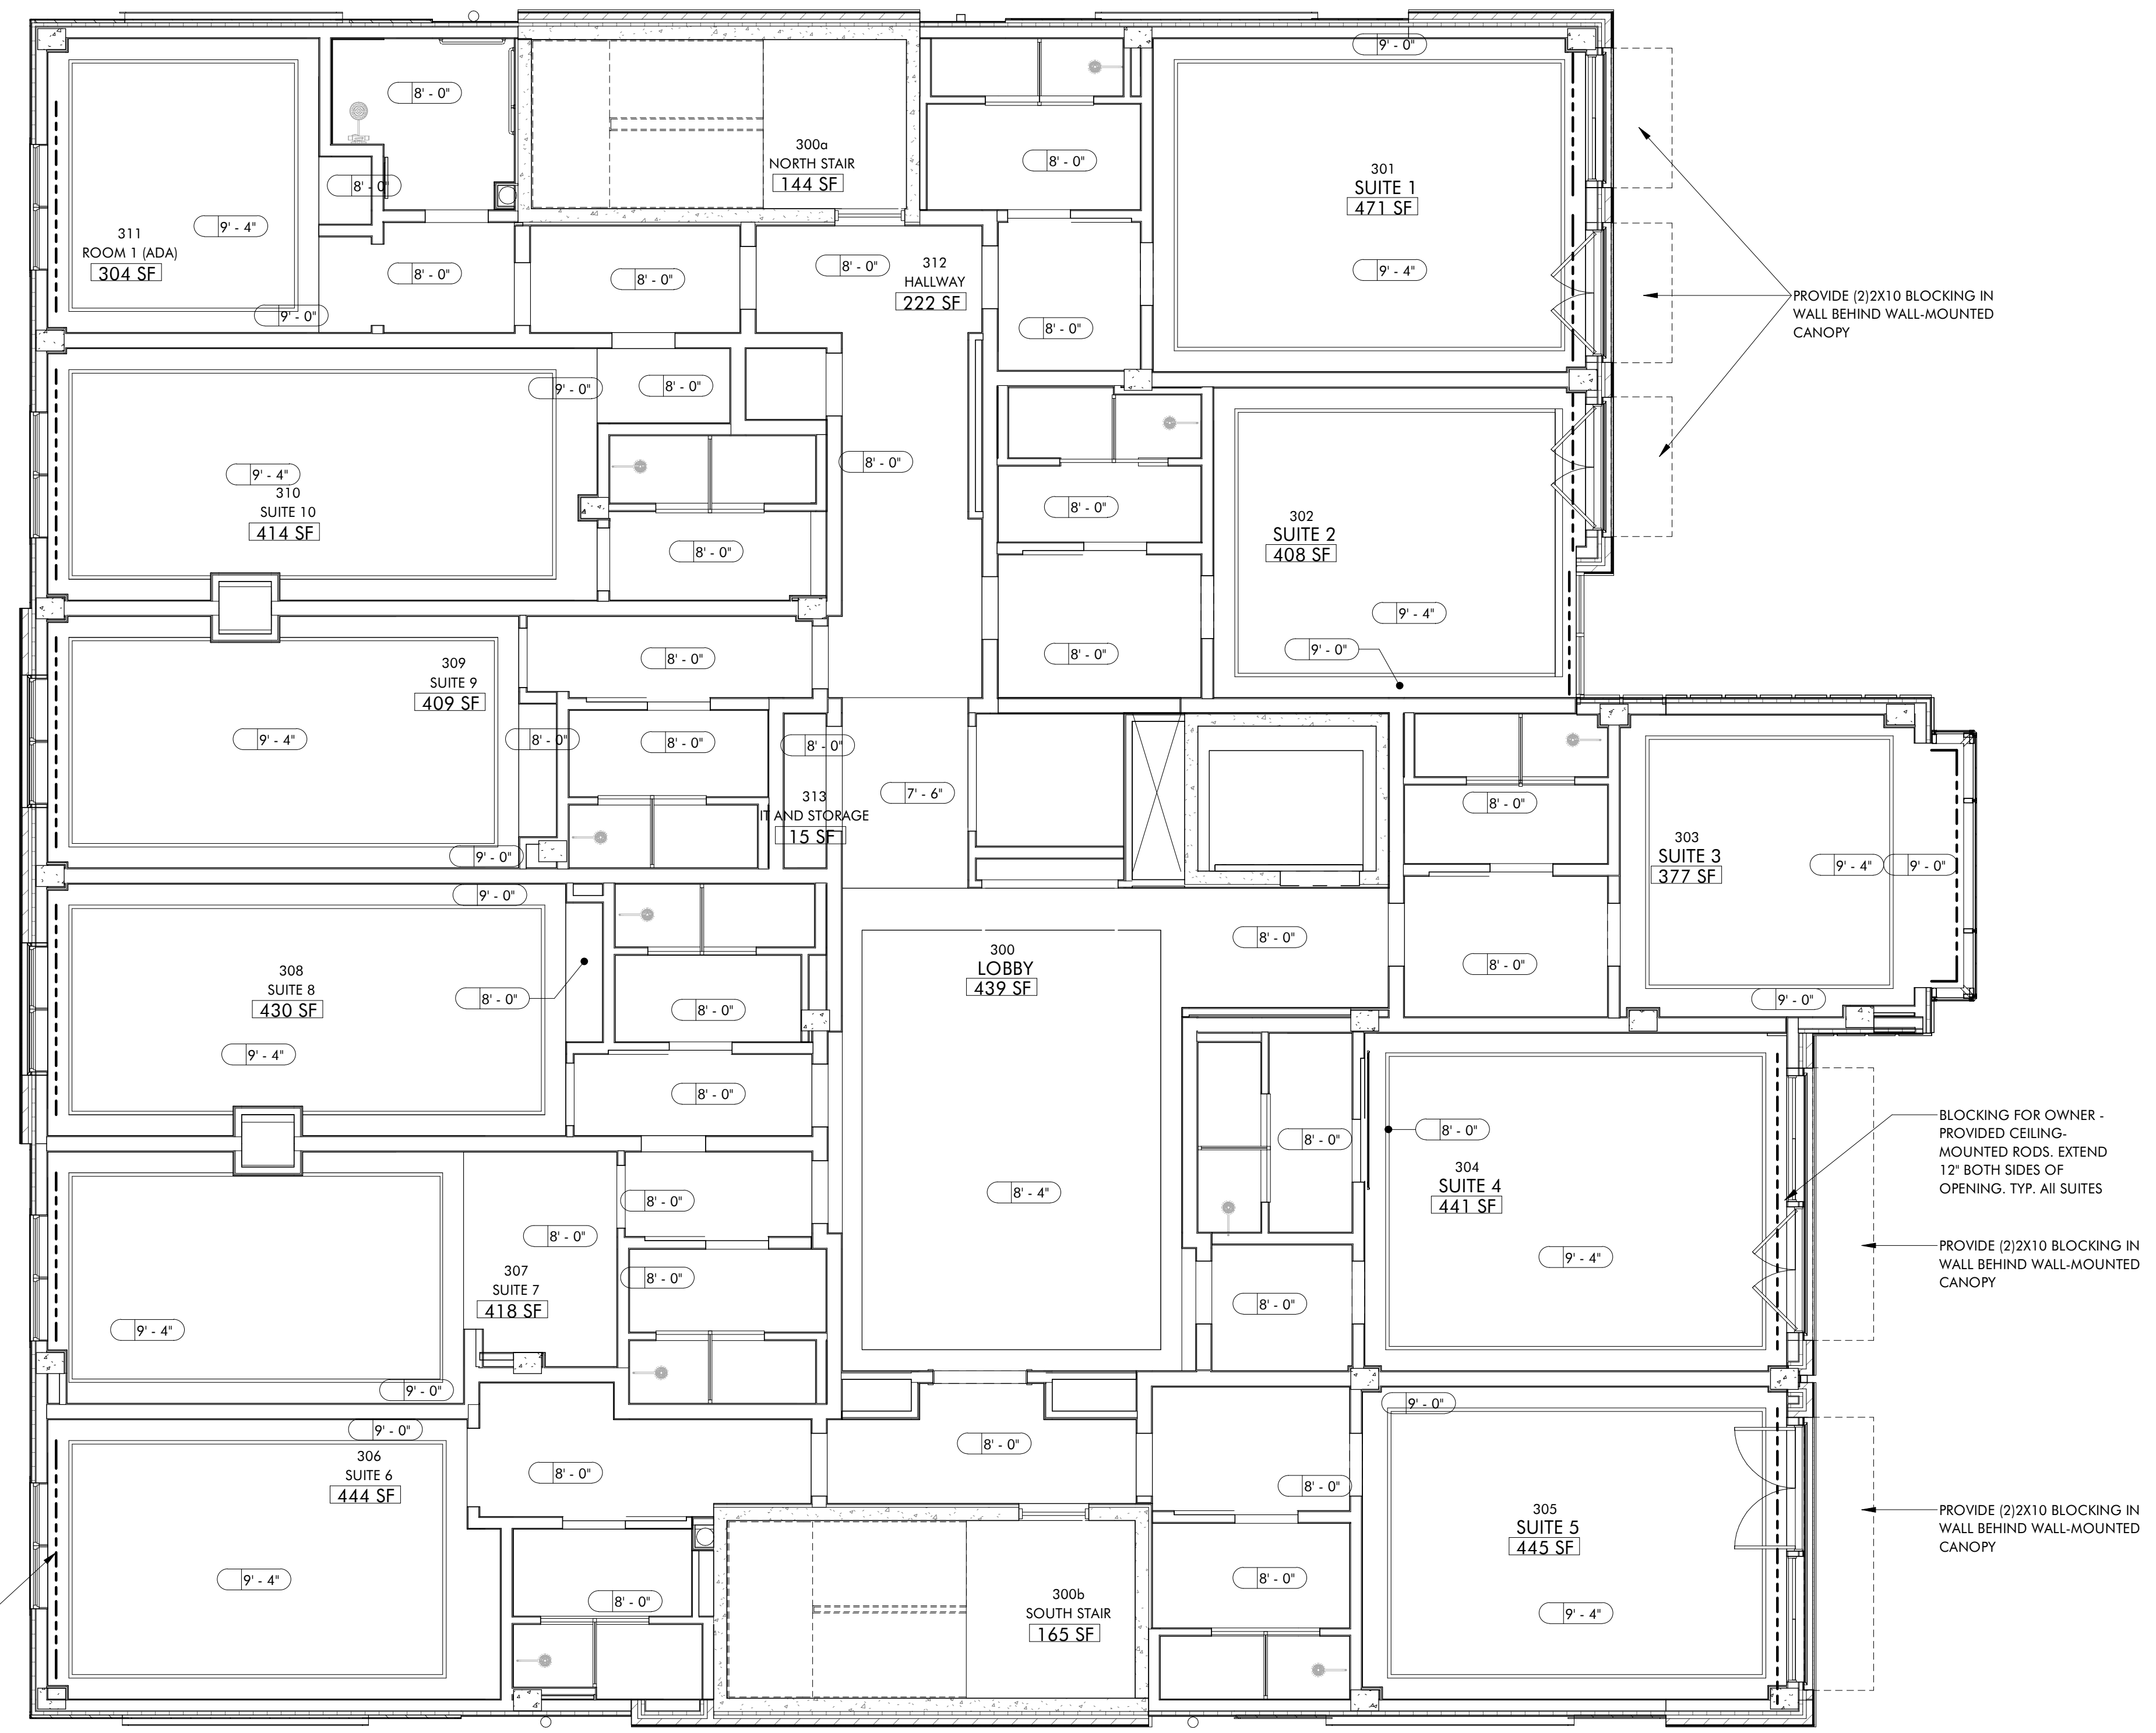 9' - 0"
8' - 0"
300a
NORTH STAIR
144 SF
8' - 0"
301
SUITE 1
471 SF
8' - 0"
9' - 4"
311
ROOM 1 (ADA)
304 SF
8' - 0"
8' - 0"
8' - 0"
312
HALLWAY
222 SF
9' - 4"
9' - 0"
8' - 0"
PROVIDE (2)2X10 BLOCKING IN
WALL BEHIND WALL-MOUNTED
CANOPY
9' - 0"
8' - 0"
9' - 4"
310
SUITE 10
414 SF
8' - 0"
8' - 0"
8' - 0"
302
SUITE 2
408 SF
9' - 4"
9' - 0"
8' - 0"
309
SUITE 9
409 SF
8' - 0"
9' - 4"
8' - 0"
8' - 0"
8' - 0"
7' - 6"
313
IT AND STORAGE
15 SF
9' - 0"
8' - 0"
303
SUITE 3
377 SF
9' - 4"
9' - 0"
9' - 0"
8' - 0"
300
LOBBY
439 SF
8' - 0"
8' - 0"
9' - 0"
308
SUITE 8
430 SF
8' - 0"
8' - 0"
9' - 4"
8' - 0"
8' - 4"
8' - 0"
8' - 0"
304
SUITE 4
441 SF
9' - 4"
8' - 0"
BLOCKING FOR OWNER -
PROVIDED CEILING-
MOUNTED RODS. EXTEND
12" BOTH SIDES OF
OPENING. TYP. All SUITES
PROVIDE (2)2X10 BLOCKING IN
WALL BEHIND WALL-MOUNTED
CANOPY
8' - 0"
8' - 0"
8' - 0"
307
SUITE 7
418 SF
9' - 4"
9' - 0"
9' - 0"
306
SUITE 6
444 SF
8' - 0"
8' - 0"
9' - 0"
8' - 0"
305
SUITE 5
445 SF
9' - 4"
PROVIDE (2)2X10 BLOCKING IN
WALL BEHIND WALL-MOUNTED
CANOPY
9' - 4"
8' - 0"
300b
SOUTH STAIR
165 SF
8' - 0"